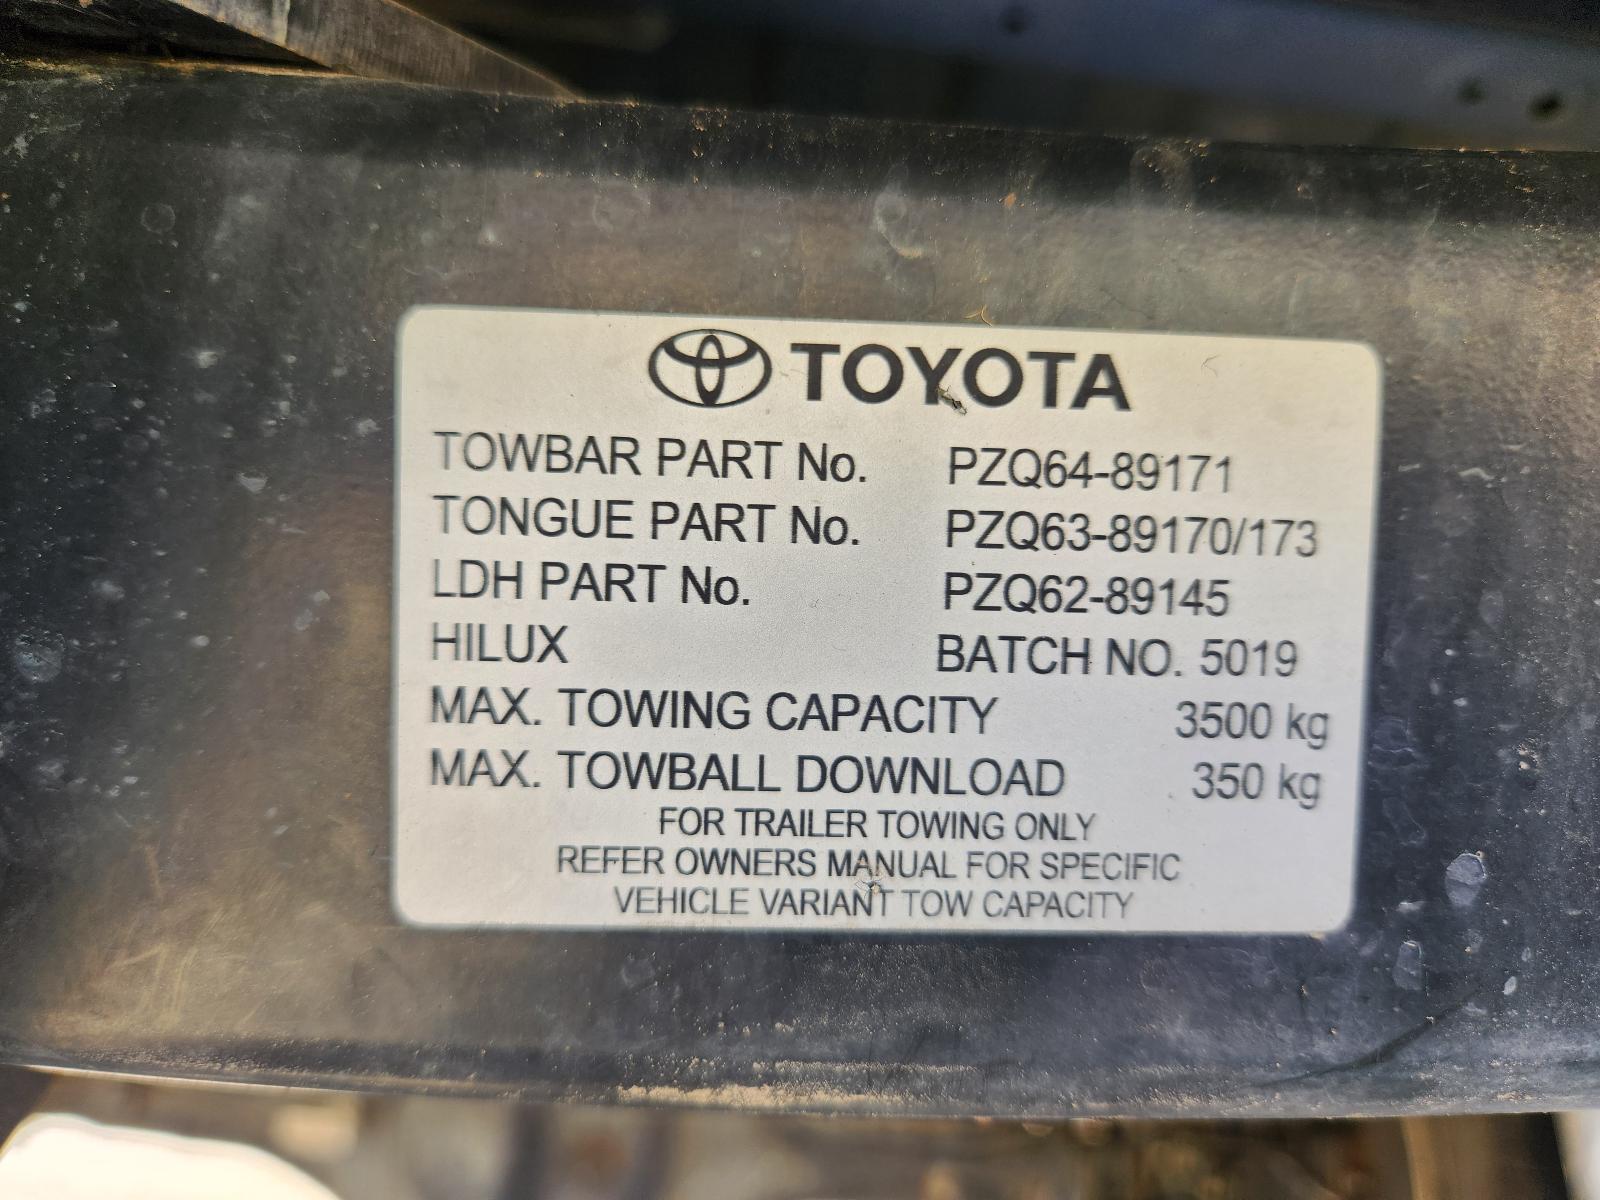 TOYOTA
TOWBAR PART No. PZQ64-89171
TONGUE PART No. PZQ63-89170/173
LDH PART No. PZQ62-89145
HILUX BATCH NO. 5019
MAX. TOWING CAPACITY 3500 kg
MAX. TOWBALL DOWNLOAD 350 kg
FOR TRAILER TOWING ONLY
REFER OWNERS MANUAL FOR SPECIFIC
VEHICLE VARIANT TOW CAPACITY